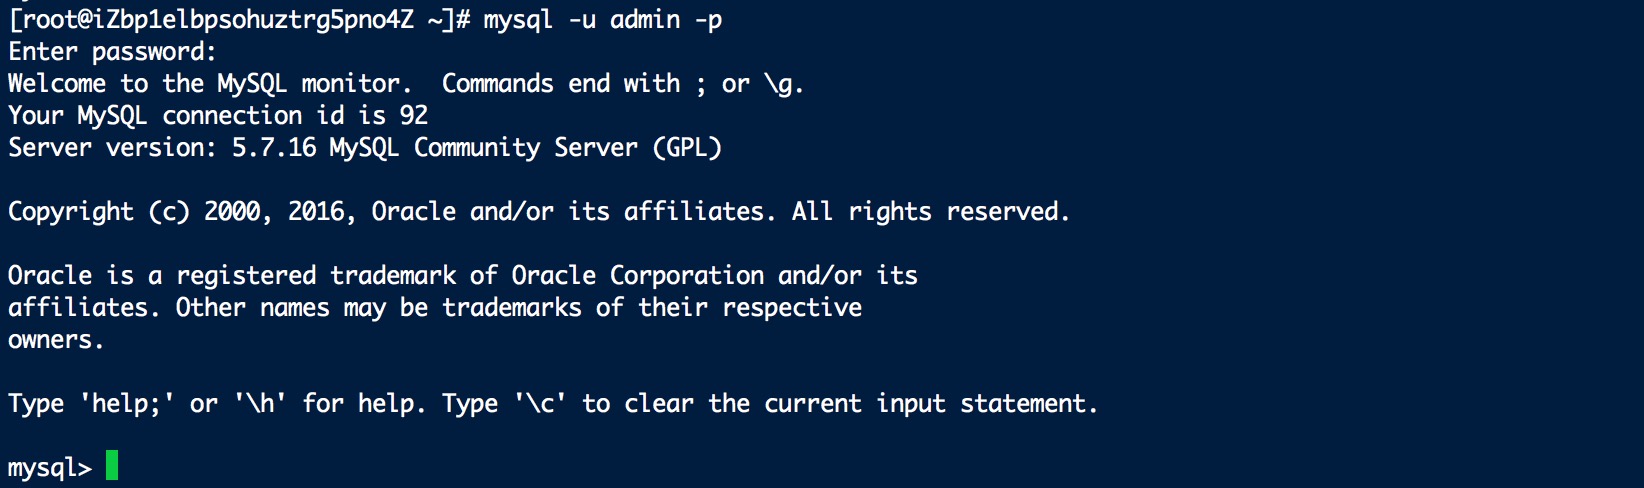 [root@iZbp1elbpsohuztrg5pno4Z ~]# mysql -u admin -p
Enter password:
Welcome to the MySQL monitor.  Commands end with ; or \g.
Your MySQL connection id is 92
Server version: 5.7.16 MySQL Community Server (GPL)
Copyright (c) 2000, 2016, Oracle and/or its affiliates. All rights reserved.
Oracle is a registered trademark of Oracle Corporation and/or its
affiliates. Other names may be trademarks of their respective
owners.
Type 'help;' or '\h' for help. Type '\c' to clear the current input statement.
mysql>